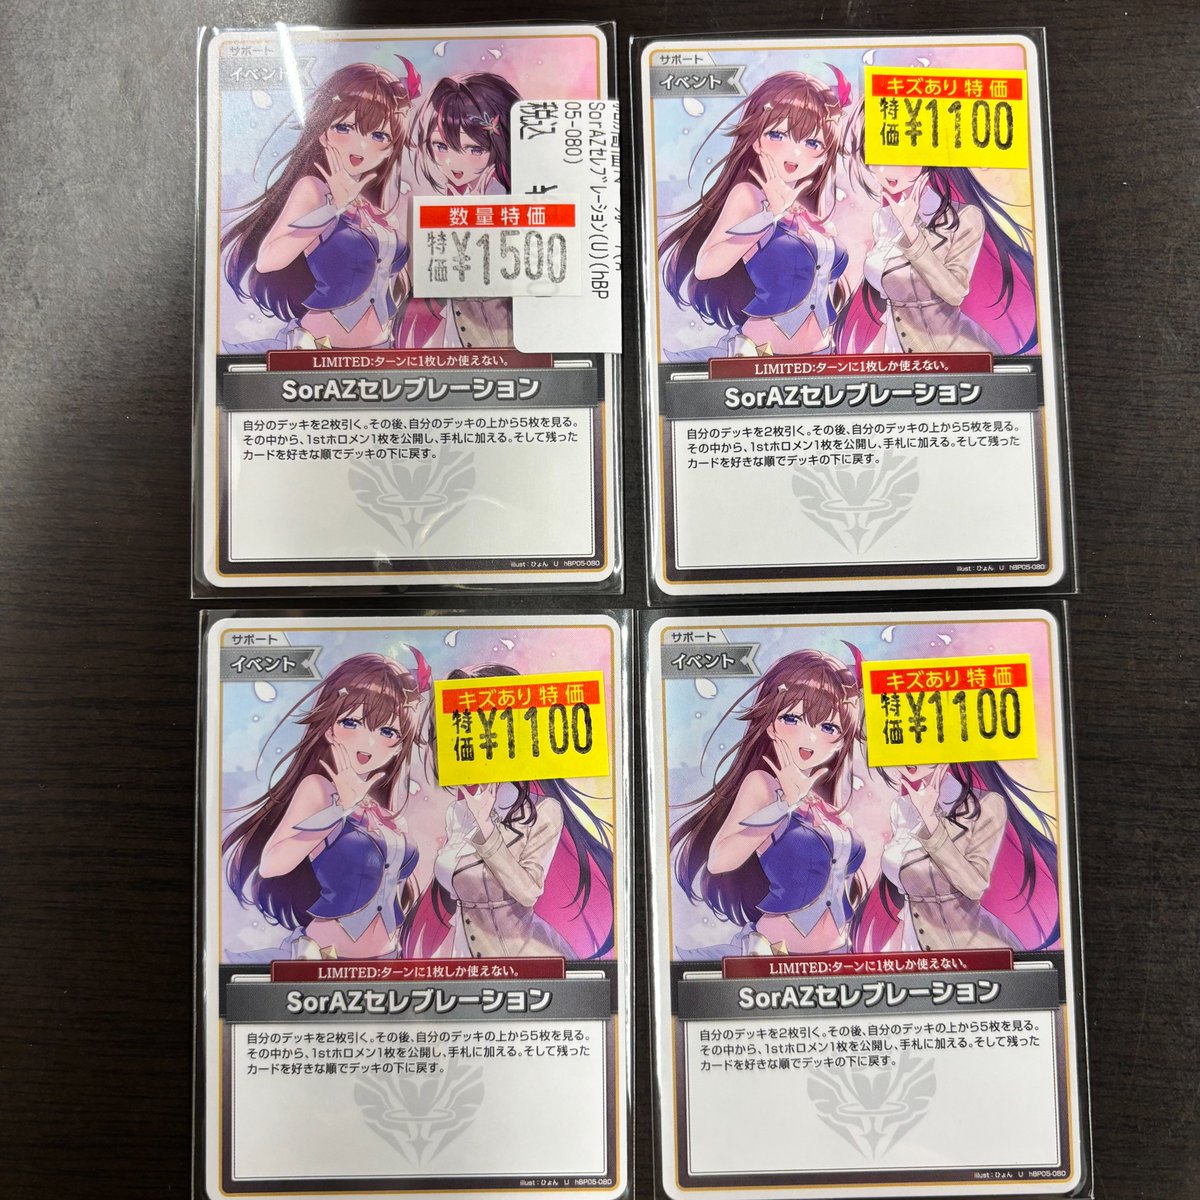 サポート
イベント
税込
SorAZセレブレーション(U)(hBP
05-080)
数量特価
特価 ¥1500
LIMITED:ターンに1枚しか使えない。
SorAZセレブレーション
自分のデッキを2枚引く。その後、自分のデッキの上から5枚を見る。
その中から、1stホロメン1枚を公開し、手札に加える。そして残った
カードを好きな順でデッキの下に戻す。
illust：ひょん U hBP05-080
サポート
イベント
キズあり特価
特価 ¥1100
LIMITED:ターンに1枚しか使えない。
SorAZセレブレーション
自分のデッキを2枚引く。その後、自分のデッキの上から5枚を見る。
その中から、1stホロメン1枚を公開し、手札に加える。そして残った
カードを好きな順でデッキの下に戻す。
illust：ひょん U hBP05-080
サポート
イベント
キズあり特価
特価 ¥1100
LIMITED:ターンに1枚しか使えない。
SorAZセレブレーション
自分のデッキを2枚引く。その後、自分のデッキの上から5枚を見る。
その中から、1stホロメン1枚を公開し、手札に加える。そして残った
カードを好きな順でデッキの下に戻す。
illust：ひょん U hBP05-080
サポート
イベント
キズあり特価
特価 ¥1100
LIMITED:ターンに1枚しか使えない。
SorAZセレブレーション
自分のデッキを2枚引く。その後、自分のデッキの上から5枚を見る。
その中から、1stホロメン1枚を公開し、手札に加える。そして残った
カードを好きな順でデッキの下に戻す。
illust：ひょん U hBP05-080